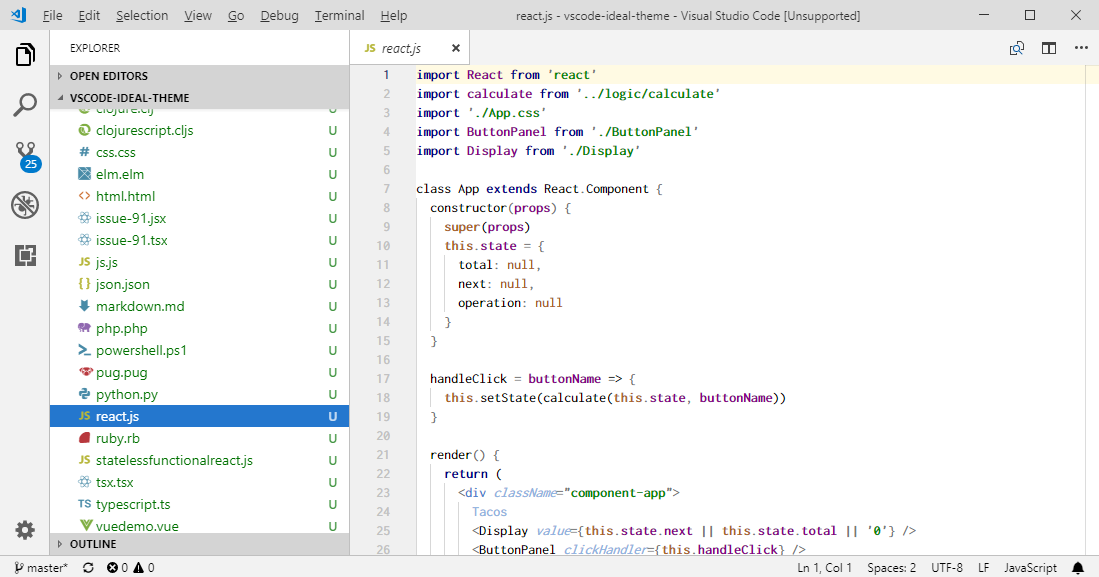 File Edit Selection View Go Debug Terminal Help react.js - vscode-ideal-theme - Visual Studio Code [Unsupported]
EXPLORER
OPEN EDITORS
VSCODE-IDEAL-THEME
clojure.clj U
clojurescript.cljs U
# css.css U
elm.elm U
<> html.html U
issue-91.jsx U
issue-91.tsx U
JS js.js U
{} json.json U
markdown.md U
php.php U
powershell.ps1 U
pug.pug U
python.py U
JS react.js U
ruby.rb U
JS statelessfunctionalreact.js U
tsx.tsx U
TS typescript.ts U
vuedemo.vue U
OUTLINE
25
JS react.js ×
1 import React from 'react'
2 import calculate from '../logic/calculate'
3 import './App.css'
4 import ButtonPanel from './ButtonPanel'
5 import Display from './Display'
6
7 class App extends React.Component {
8 constructor(props) {
9 super(props)
10 this.state = {
11 total: null,
12 next: null,
13 operation: null
14 }
15 }
16
17 handleClick = buttonName => {
18 this.setState(calculate(this.state, buttonName))
19 }
20
21 render() {
22 return (
23 <div className="component-app">
24 Tacos
25 <Display value={this.state.next || this.state.total || '0'} />
26 <ButtonPanel clickHandler={this.handleClick} />
master* 0 0 Ln 1, Col 1 Spaces: 2 UTF-8 LF JavaScript